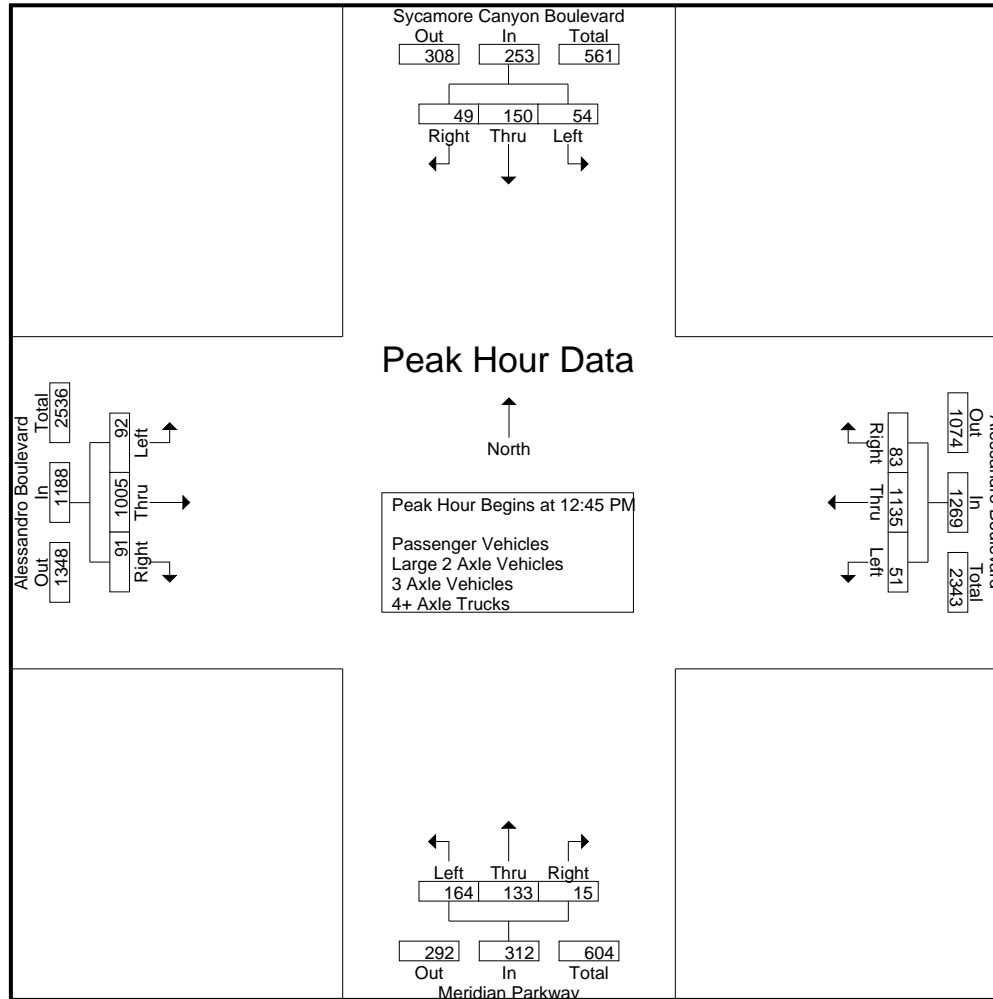 Sycamore Canyon Boulevard
Out In Total
308 253 561
49 150 54
Right Thru Left
Peak Hour Data
North
Peak Hour Begins at 12:45 PM
Passenger Vehicles
Large 2 Axle Vehicles
3 Axle Vehicles
4+ Axle Trucks
Alessandro Boulevard
Out In Total
1348 1188 2536
91 1005 92
Right Thru Left
Boulevard
Out In Total
1074 1269 2343
83 1135 51
Right Thru Left
Left Thru Right
164 133 15
292 312 604
Out In Total
Meridian Parkway